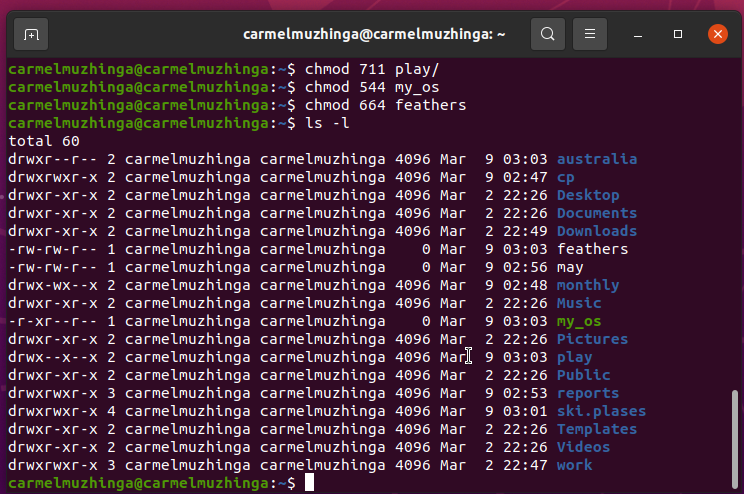 carmelmuzhinga@carmelmuzhinga: ~
carmelmuzhinga@carmelmuzhinga:~$ chmod 711 play/
carmelmuzhinga@carmelmuzhinga:~$ chmod 544 my_os
carmelmuzhinga@carmelmuzhinga:~$ chmod 664 feathers
carmelmuzhinga@carmelmuzhinga:~$ ls -l
total 60
drwxr--r-- 2 carmelmuzhinga carmelmuzhinga 4096 Mar  9 03:03 australia
drwxrwxr-x 2 carmelmuzhinga carmelmuzhinga 4096 Mar  9 02:47 cp
drwxr-xr-x 2 carmelmuzhinga carmelmuzhinga 4096 Mar  2 22:26 Desktop
drwxr-xr-x 2 carmelmuzhinga carmelmuzhinga 4096 Mar  2 22:26 Documents
drwxr-xr-x 2 carmelmuzhinga carmelmuzhinga 4096 Mar  2 22:49 Downloads
-rw-rw-r-- 1 carmelmuzhinga carmelmuzhinga    0 Mar  9 03:03 feathers
-rw-rw-r-- 1 carmelmuzhinga carmelmuzhinga    0 Mar  9 02:56 may
drwx-wx--x 2 carmelmuzhinga carmelmuzhinga 4096 Mar  9 02:48 monthly
drwxr-xr-x 2 carmelmuzhinga carmelmuzhinga 4096 Mar  2 22:26 Music
-r-xr--r-- 1 carmelmuzhinga carmelmuzhinga    0 Mar  9 03:03 my_os
drwxr-xr-x 2 carmelmuzhinga carmelmuzhinga 4096 Mar  2 22:26 Pictures
drwx--x--x 2 carmelmuzhinga carmelmuzhinga 4096 Mar  9 03:03 play
drwxr-xr-x 2 carmelmuzhinga carmelmuzhinga 4096 Mar  2 22:26 Public
drwxrwxr-x 3 carmelmuzhinga carmelmuzhinga 4096 Mar  9 02:53 reports
drwxrwxr-x 4 carmelmuzhinga carmelmuzhinga 4096 Mar  9 03:01 ski.plases
drwxr-xr-x 2 carmelmuzhinga carmelmuzhinga 4096 Mar  2 22:26 Templates
drwxr-xr-x 2 carmelmuzhinga carmelmuzhinga 4096 Mar  2 22:26 Videos
drwxrwxr-x 3 carmelmuzhinga carmelmuzhinga 4096 Mar  2 22:47 work
carmelmuzhinga@carmelmuzhinga:~$